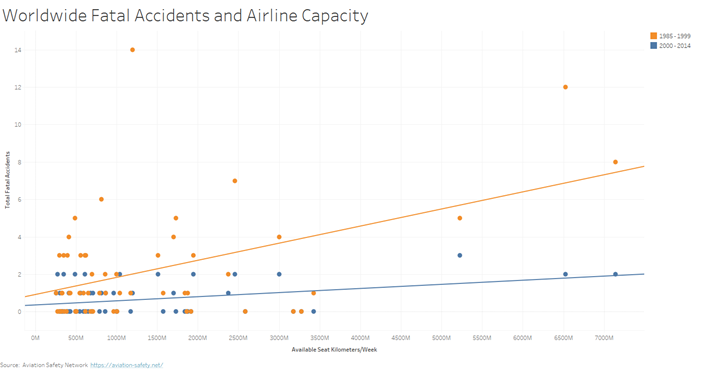 Worldwide Fatal Accidents and Airline Capacity
1985 - 1999
2000 - 2014
14
12
10
8
6
4
2
0
Total Fatal Accidents
0M 500M 1000M 1500M 2000M 2500M 3000M 3500M 4000M 4500M 5000M 5500M 6000M 6500M 7000M
Available Seat Kilometers/Week
Source: Aviation Safety Network https://aviation-safety.net/